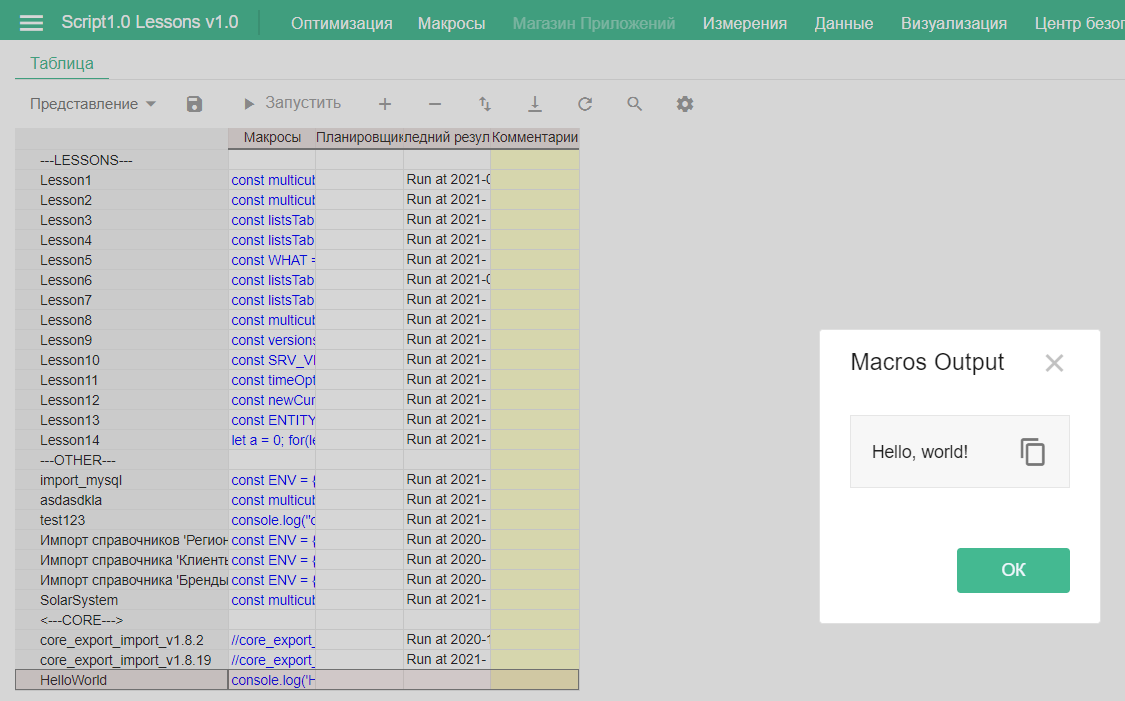 Script1.0 Lessons v1.0 Оптимизация Макросы Магазин Приложений Измерения Данные Визуализация Центр безоп
Таблица
Представление Запустить
Макросы Планировщик ледний резул Комментарии
---LESSONS---
Lesson1 const multicub Run at 2021-0
Lesson2 const multicub Run at 2021-
Lesson3 const listsTab Run at 2021-
Lesson4 const listsTab Run at 2021-
Lesson5 const WHAT = Run at 2021-
Lesson6 const listsTab Run at 2021-0
Lesson7 const listsTab Run at 2021-
Lesson8 const multicub Run at 2021-
Lesson9 const versions Run at 2021-
Lesson10 const SRV_VI Run at 2021-
Lesson11 const timeOpt Run at 2021-
Lesson12 const newCur Run at 2021-
Lesson13 const ENTITY Run at 2021-
Lesson14 let a = 0; for(le Run at 2021-
---OTHER---
import_mysql const ENV = { Run at 2021-
asdasdkla const multicub Run at 2021-
test123 console.log("c Run at 2021-
Импорт справочников 'Регион const ENV = { Run at 2020-
Импорт справочника 'Клиенты const ENV = { Run at 2020-
Импорт справочника 'Бренды const ENV = { Run at 2020-
SolarSystem const multicub Run at 2021-
<---CORE--->
core_export_import_v1.8.2 //core_export_ Run at 2020-1
core_export_import_v1.8.19 //core_export_ Run at 2021-
HelloWorld console.log('H
Macros Output
Hello, world!
ОК